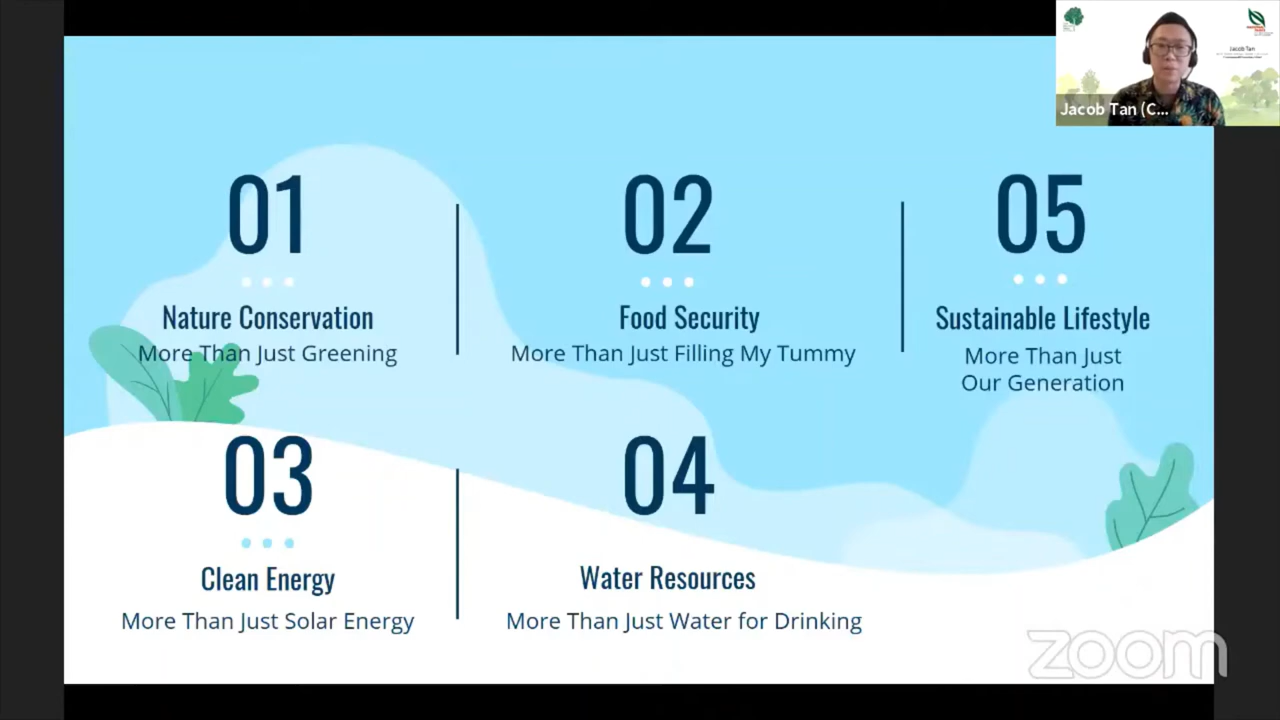 01
Nature Conservation
More Than Just Greening
02
Food Security
More Than Just Filling My Tummy
05
Sustainable Lifestyle
More Than Just
Our Generation
03
Clean Energy
More Than Just Solar Energy
04
Water Resources
More Than Just Water for Drinking
Jacob Tan
Jacob Tan (C...
zoom